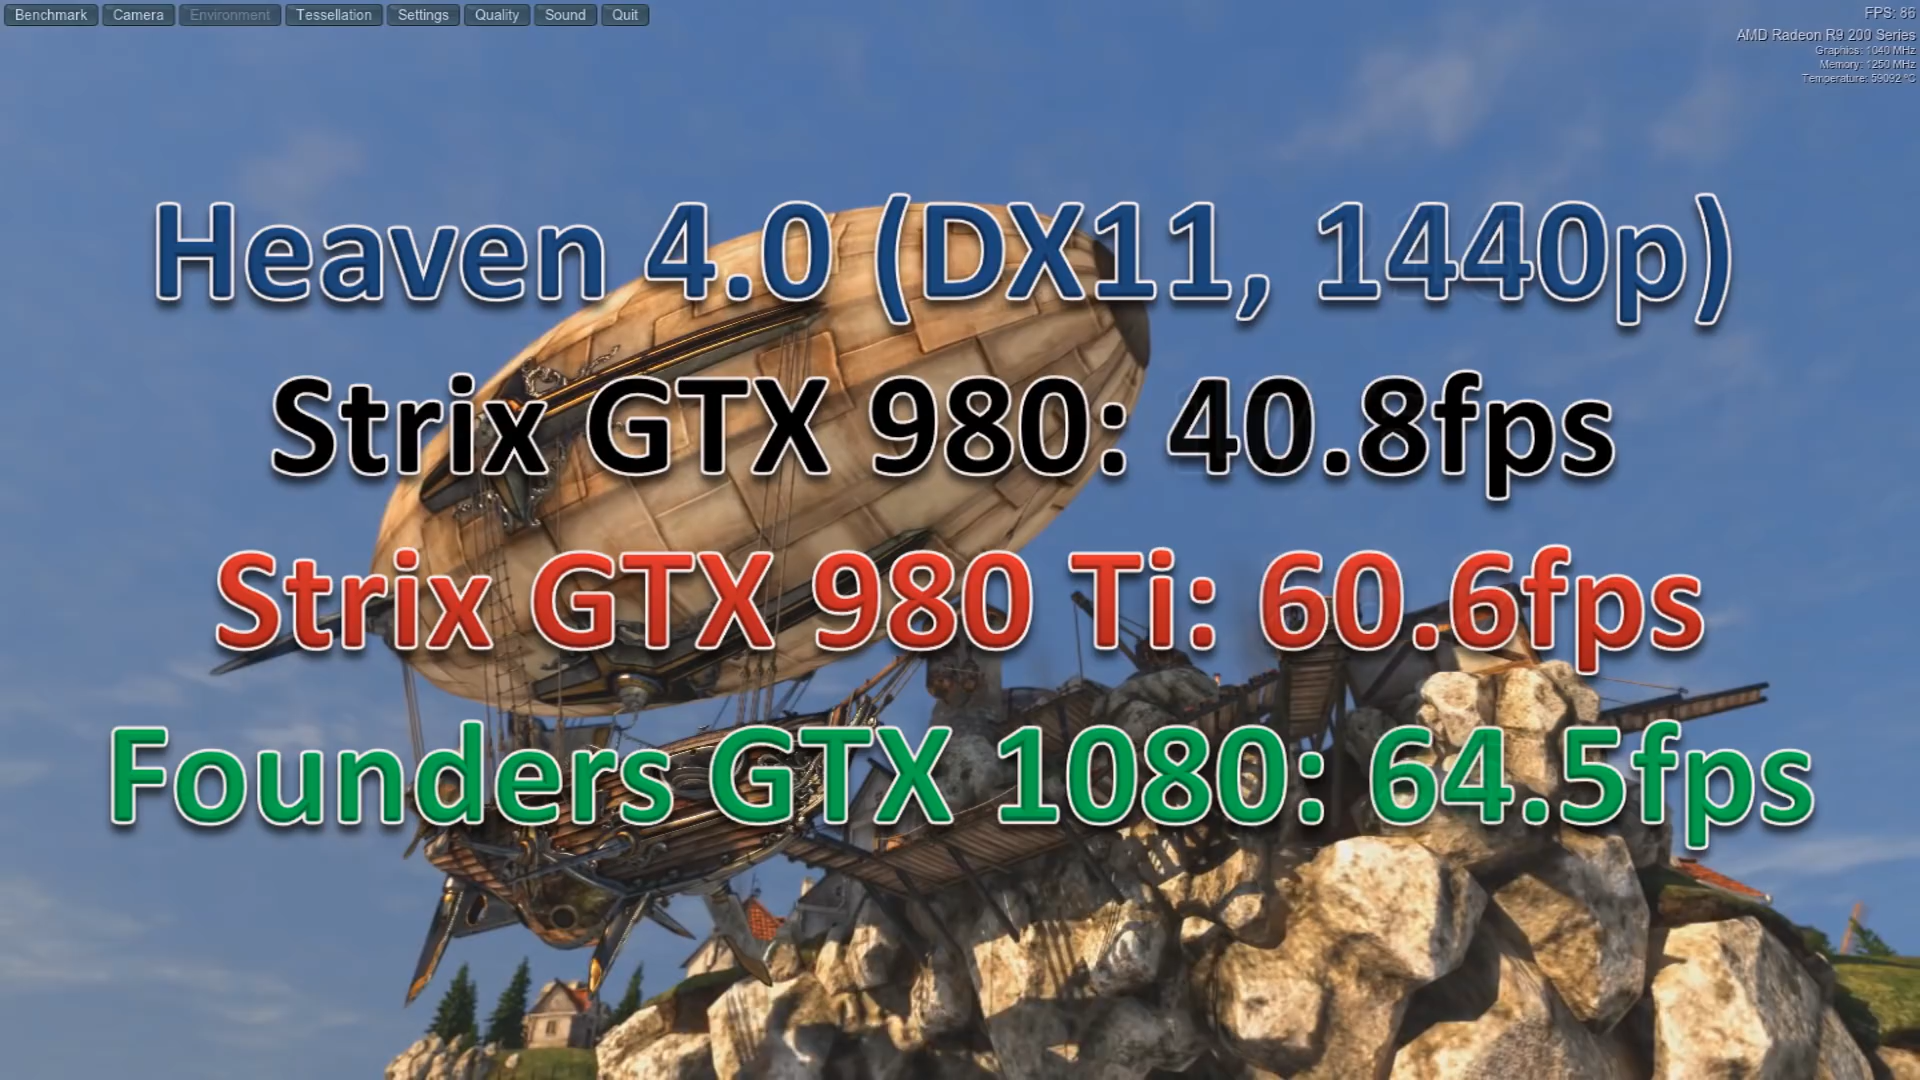 Benchmark Camera Environment Tessellation Settings Quality Sound Quit
FPS: 86
AMD Radeon R9 200 Series
Graphics: 1040 MHz
Memory: 1250 MHz
Temperature: 59092 °C
Heaven 4.0 (DX11, 1440p)
Strix GTX 980: 40.8fps
Strix GTX 980 Ti: 60.6fps
Founders GTX 1080: 64.5fps